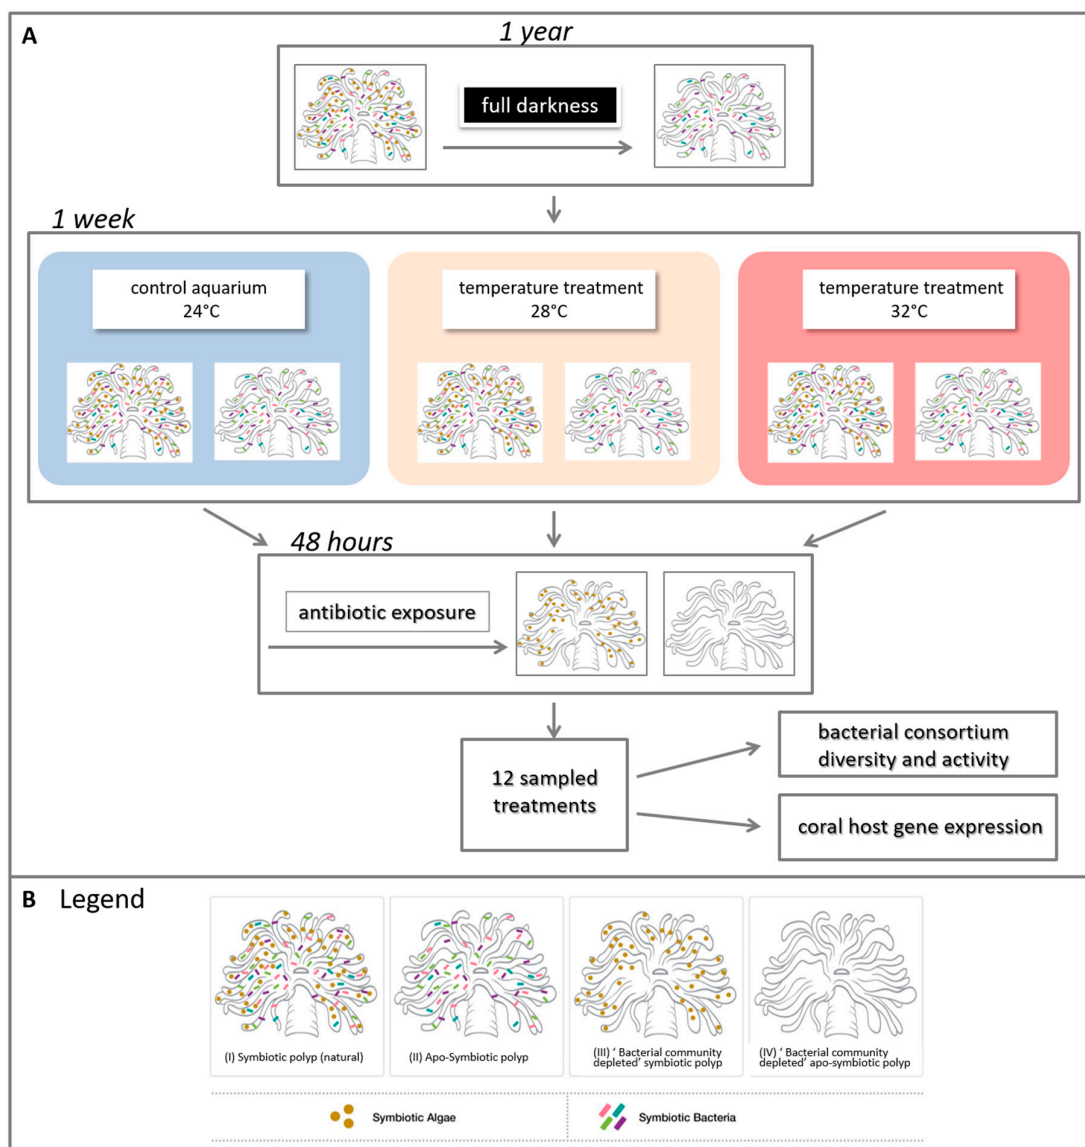 A
1 year
full darkness
1 week
control aquarium
24°C
temperature treatment
28°C
temperature treatment
32°C
48 hours
antibiotic exposure
12 sampled
treatments
bacterial consortium
diversity and activity
coral host gene expression
B Legend
(I) Symbiotic polyp (natural)
(II) Apo-Symbiotic polyp
(III) ‘ Bacterial community
depleted’ symbiotic polyp
(IV) ‘ Bacterial community
depleted’ apo-symbiotic polyp
Symbiotic Algae
Symbiotic Bacteria